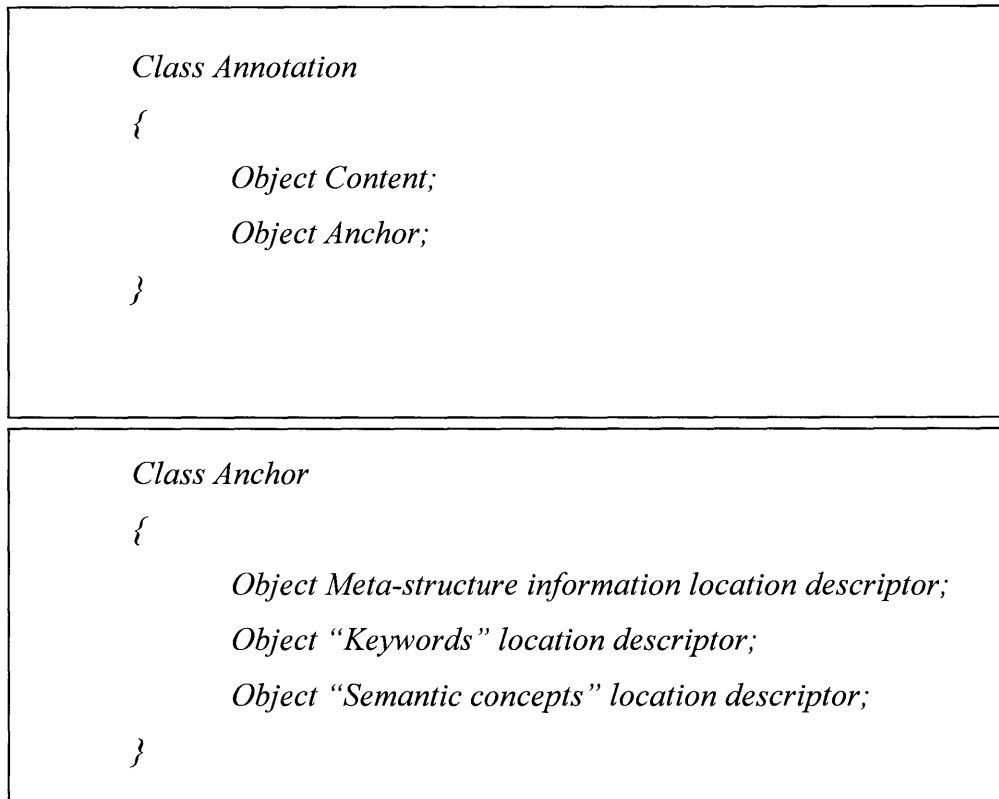 Class Annotation
{
Object Content;
Object Anchor;
}
Class Anchor
{
Object Meta-structure information location descriptor;
Object “Keywords” location descriptor;
Object “Semantic concepts” location descriptor;
}